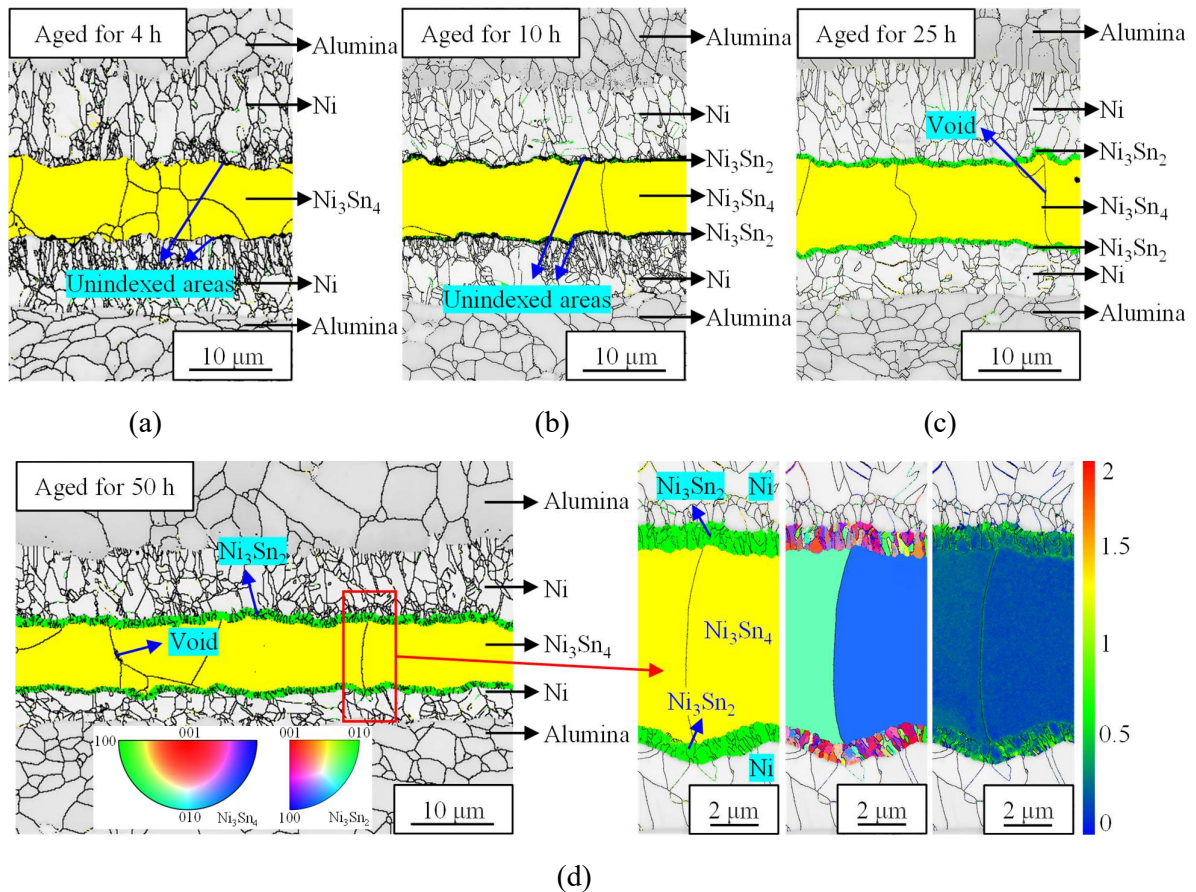 Aged for 4 h
Alumina
Ni
Ni₃Sn₄
Unindexed areas
Ni
Alumina
10 μm
(a)
Aged for 10 h
Alumina
Ni
Ni₃Sn₂
Ni₃Sn₄
Ni₃Sn₂
Ni
Unindexed areas
Alumina
10 μm
(b)
Aged for 25 h
Alumina
Ni
Void
Ni₃Sn₂
Ni₃Sn₄
Ni₃Sn₂
Ni
Alumina
10 μm
(c)
Aged for 50 h
Alumina
Ni₃Sn₂
Ni
Void
Ni₃Sn₄
Ni
Alumina
001
100
010
Ni₃Sn₄
001 010
100
Ni₃Sn₂
10 μm
Ni₃Sn₂ Ni
Ni₃Sn₄
Ni₃Sn₂
Ni
2 μm
2 μm
2 μm
2
1.5
1
0.5
0
(d)